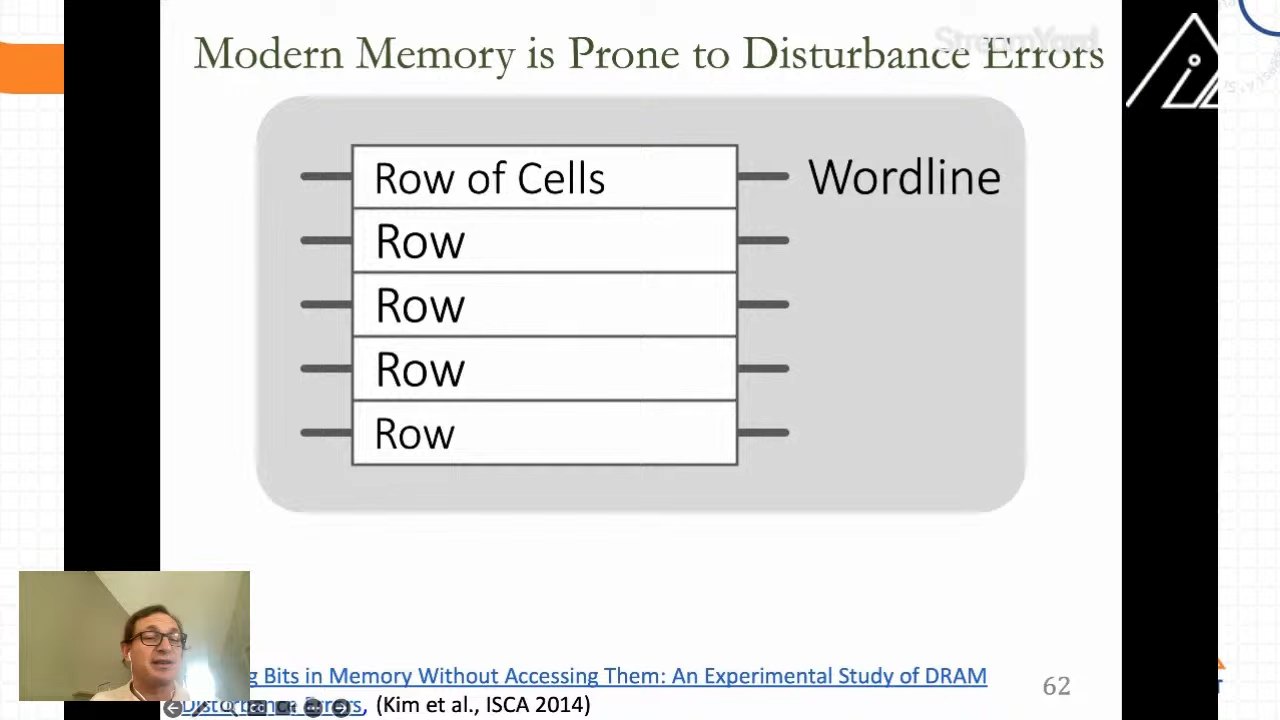 StreamYard
Modern Memory is Prone to Disturbance Errors
Row of Cells
Wordline
Row
Row
Row
Row
Bits in Memory Without Accessing Them: An Experimental Study of DRAM
Disturbance Errors, (Kim et al., ISCA 2014)
62